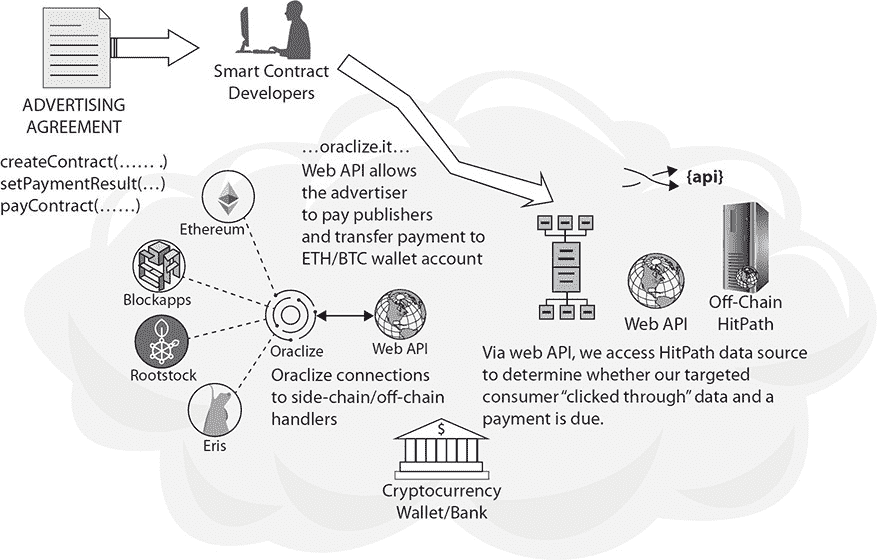 ADVERTISING
AGREEMENT
createContract(…… .)
setPaymentResult(…)
payContract(……)
Smart Contract
Developers
…oraclize.it…
Web API allows
the advertiser
to pay publishers
and transfer payment to
ETH/BTC wallet account
{api}
Ethereum
Blockapps
Rootstock
Eris
Oraclize
Web API
Oraclize connections
to side-chain/off-chain
handlers
Web API
Off-Chain
HitPath
Via web API, we access HitPath data source
to determine whether our targeted
consumer “clicked through” data and a
payment is due.
$
Cryptocurrency
Wallet/Bank